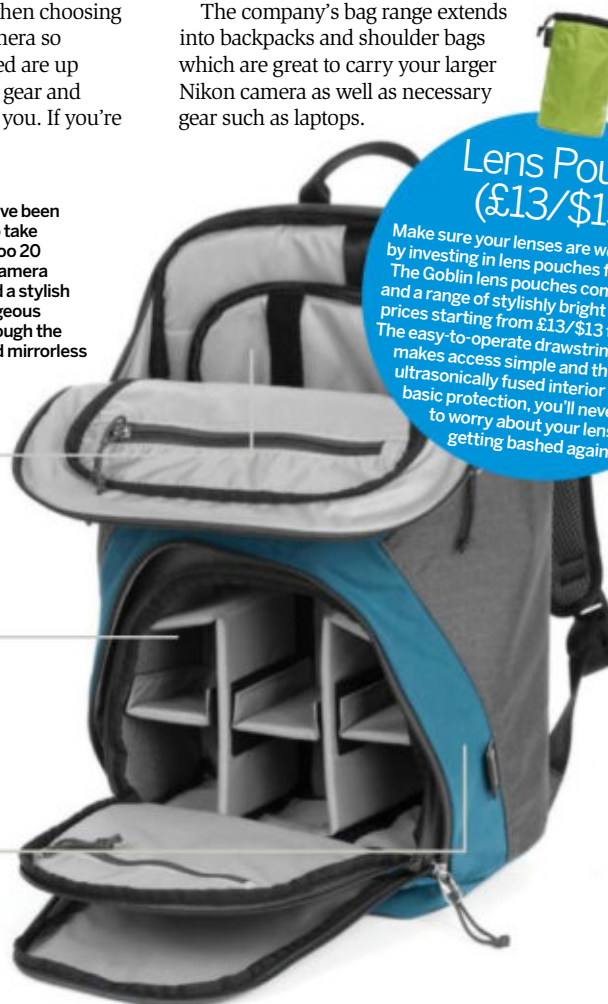 hen choosing
nera so
ed are up
gear and
you. If you're
The company's bag range extends
into backpacks and shoulder bags
which are great to carry your larger
Nikon camera as well as necessary
gear such as laptops.
ve been
take
oo 20
amera
d a stylish
geous
ough the
d mirrorless
Lens Pou
(£13/$1
Make sure your lenses are we
by investing in lens pouches f
The Goblin lens pouches con
and a range of stylishly bright
prices starting from £13/$13
The easy-to-operate drawstrin
makes access simple and th
ultrasonically fused interior
basic protection, you'll neve
to worry about your lens
getting bashed again